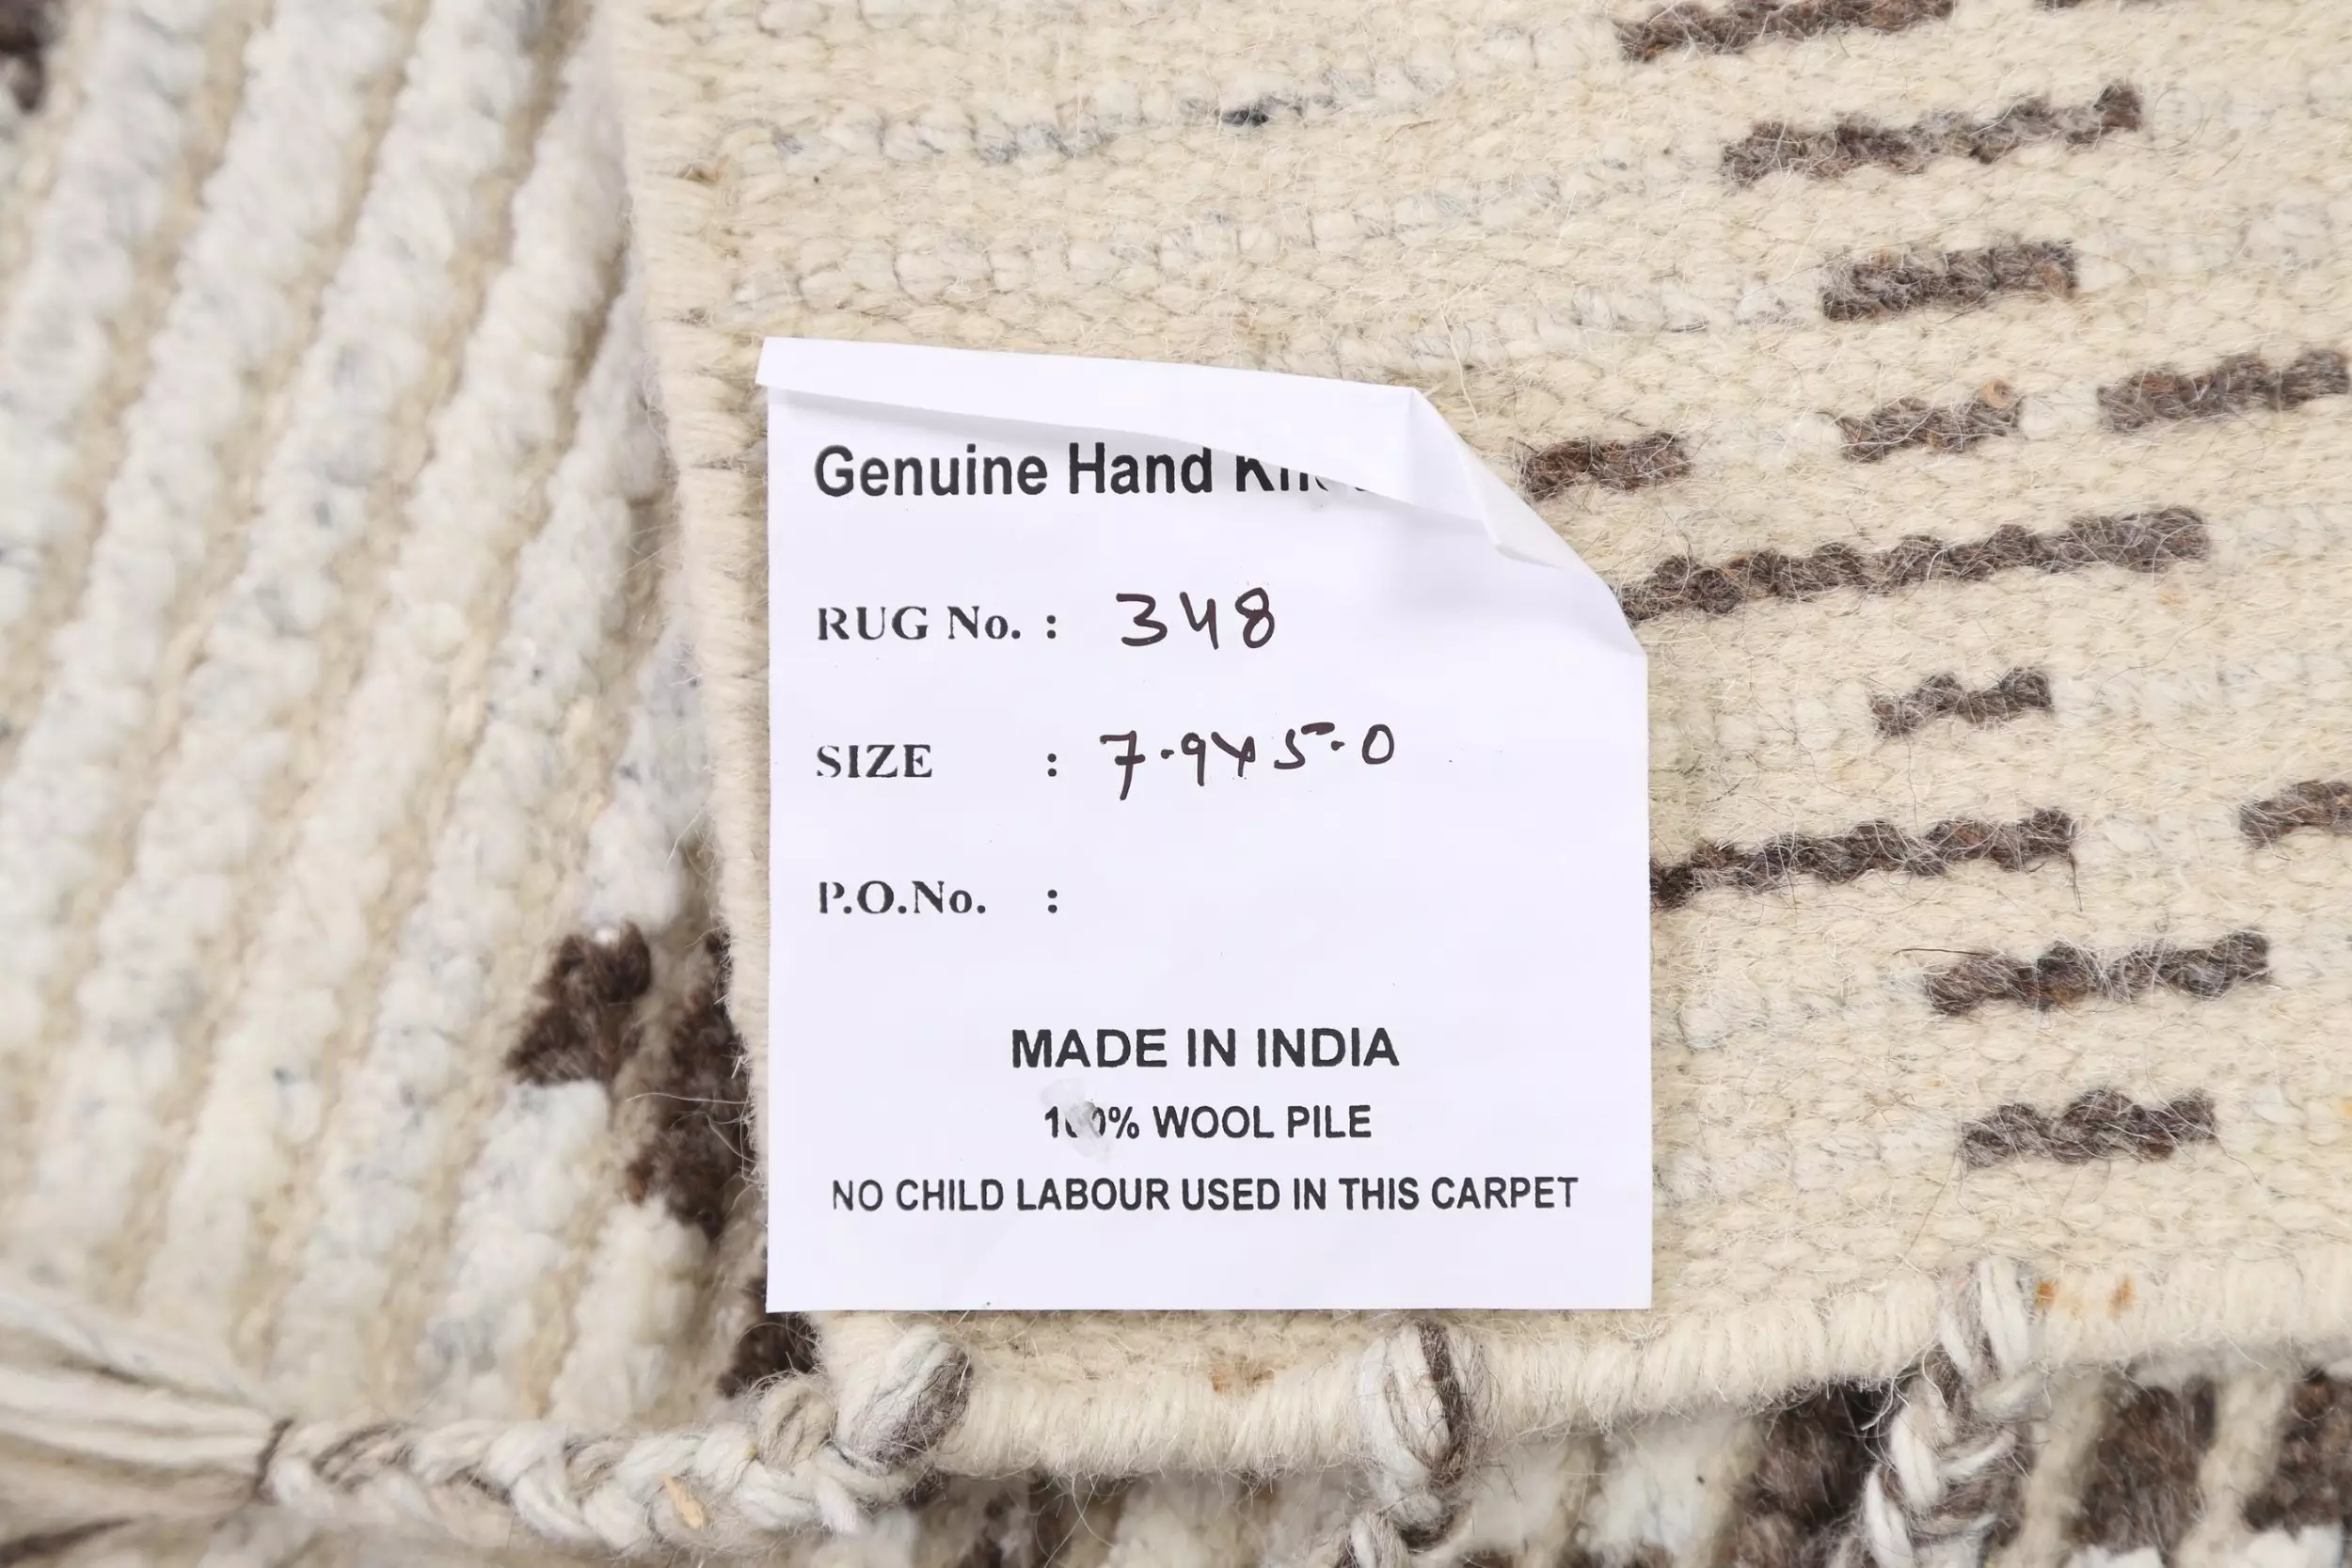 Genuine Hand
RUG No. : 348
SIZE : 7.9x5.0
P.O.No. :
MADE IN INDIA
100% WOOL PILE
NO CHILD LABOUR USED IN THIS CARPET